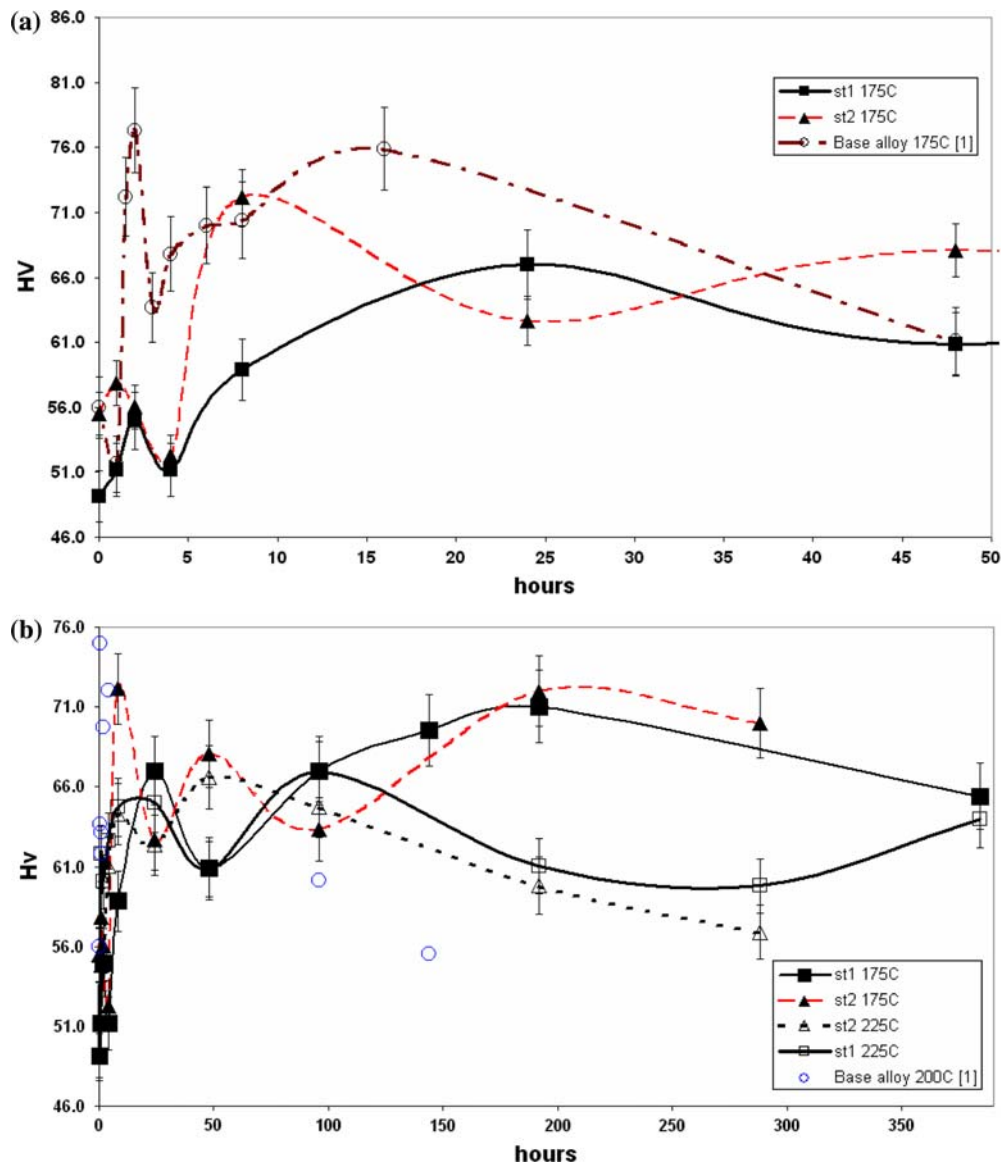 (a)
86.0
81.0
76.0
71.0
66.0
61.0
56.0
51.0
46.0
HV
st1 175C
st2 175C
Base alloy 175C [1]
0 5 10 15 20 25 30 35 40 45 50
hours
(b)
76.0
71.0
66.0
61.0
56.0
51.0
46.0
Hv
st1 175C
st2 175C
st2 225C
st1 225C
Base alloy 200C [1]
0 50 100 150 200 250 300 350
hours